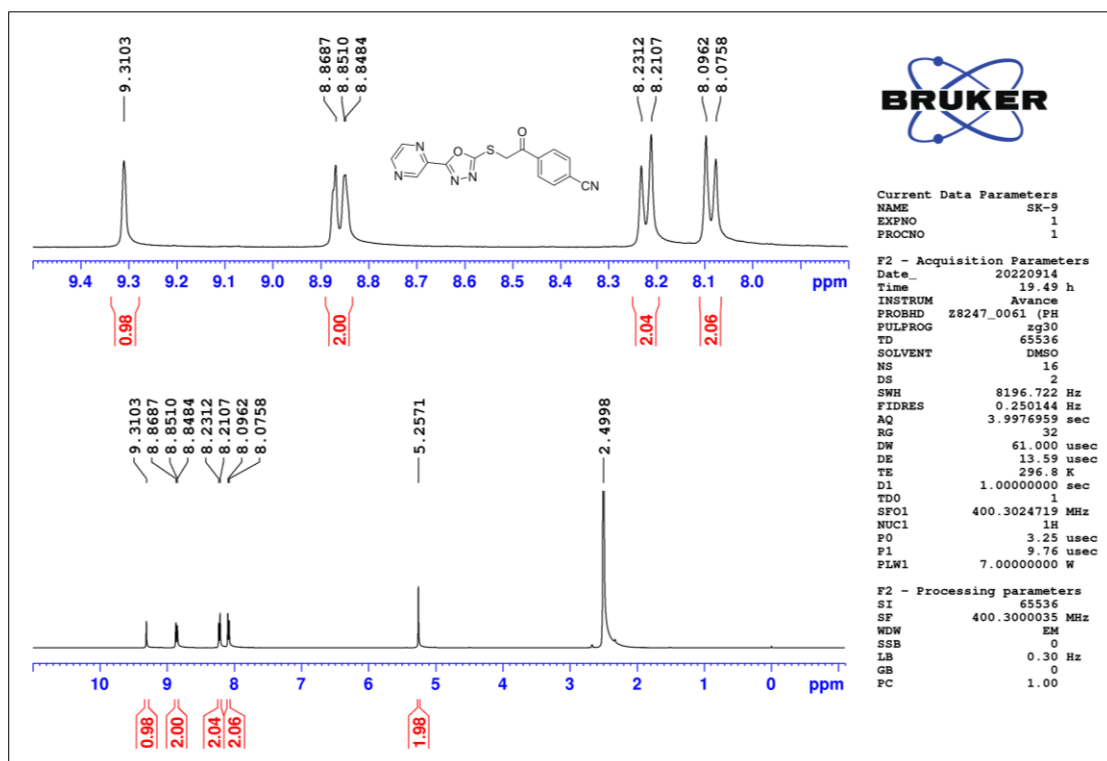 9.3103
8.8687
8.8510
8.8484
8.2312
8.2107
8.0962
8.0758
O
N
N
O
N
N
S
CN
9.4 9.3 9.2 9.1 9.0 8.9 8.8 8.7 8.6 8.5 8.4 8.3 8.2 8.1 8.0 ppm
0.98
2.00
2.04
2.06
9.3103
8.8687
8.8510
8.8484
8.2312
8.2107
8.0962
8.0758
5.2571
2.4998
10 9 8 7 6 5 4 3 2 1 0 ppm
0.98
2.00
2.04
2.06
1.98
BRUKER
Current Data Parameters
NAME SK-9
EXPNO 1
PROCNO 1
F2 - Acquisition Parameters
Date_ 20220914
Time 19.49 h
INSTRUM Avance
PROBHD Z8247_0061 (PH
PULPROG zg30
TD 65536
SOLVENT DMSO
NS 16
DS 2
SWH 8196.722 Hz
FIDRES 0.250144 Hz
AQ 3.9976959 sec
RG 32
DW 61.000 usec
DE 13.59 usec
TE 296.8 K
D1 1.00000000 sec
TD0 1
SFO1 400.3024719 MHz
NUC1 1H
P0 3.25 usec
P1 9.76 usec
PLW1 7.00000000 W
F2 - Processing parameters
SI 65536
SF 400.3000035 MHz
WDW EM
SSB 0
LB 0.30 Hz
GB 0
PC 1.00